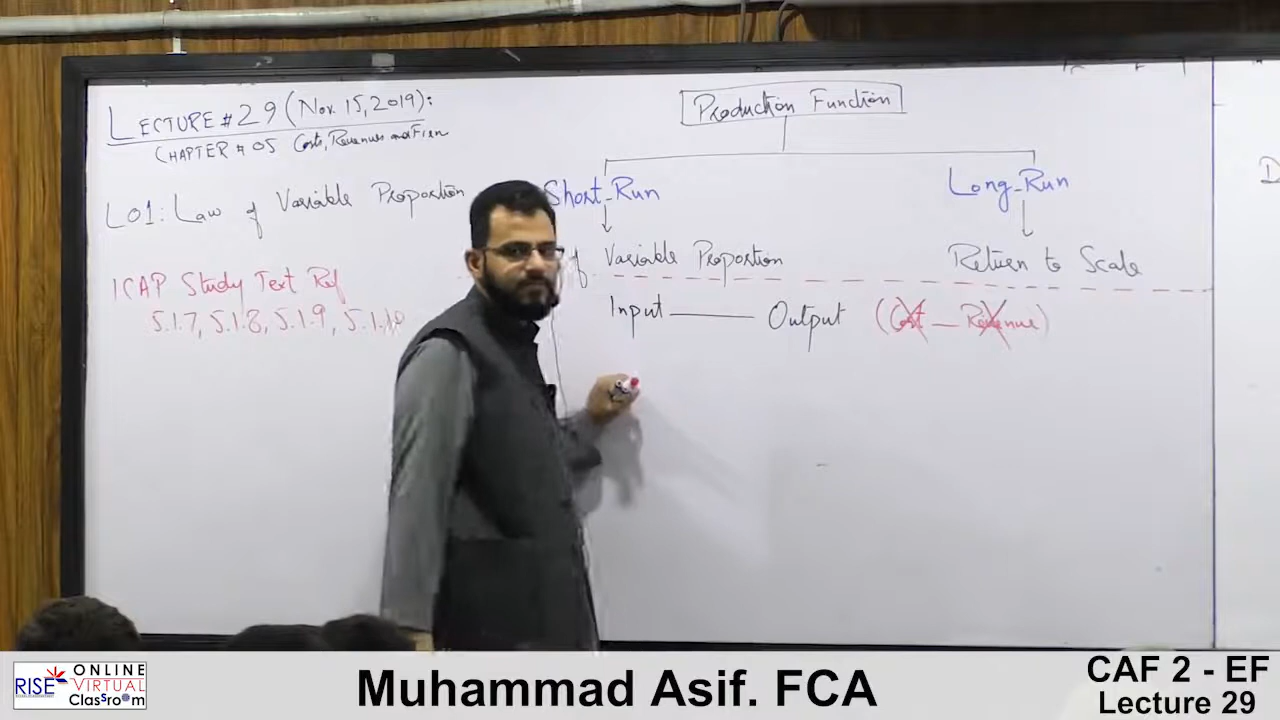 LECTURE # 29 (Nov. 15, 2019):
CHAPTER # 05 Costs, Revenues and Firm
LO1: Law of Variable Proportion
ICAP Study Text Ref
5.1.7, 5.1.8, 5.1.9, 5.1.10
Production Function
Short-Run Long-Run
of Variable Proportion Return to Scale
Input Output (Cost — Revenue)
RISE ONLINE VIRTUAL Classroom
Muhammad Asif. FCA
CAF 2 - EF
Lecture 29